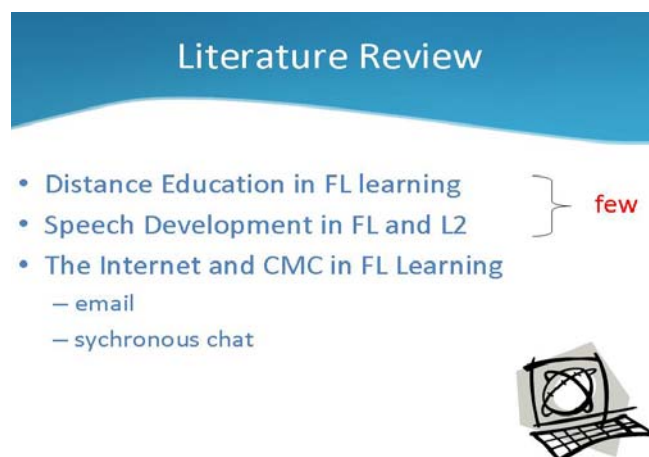 Literature Review
• Distance Education in FL learning
• Speech Development in FL and L2
few
• The Internet and CMC in FL Learning
– email
– sychronous chat